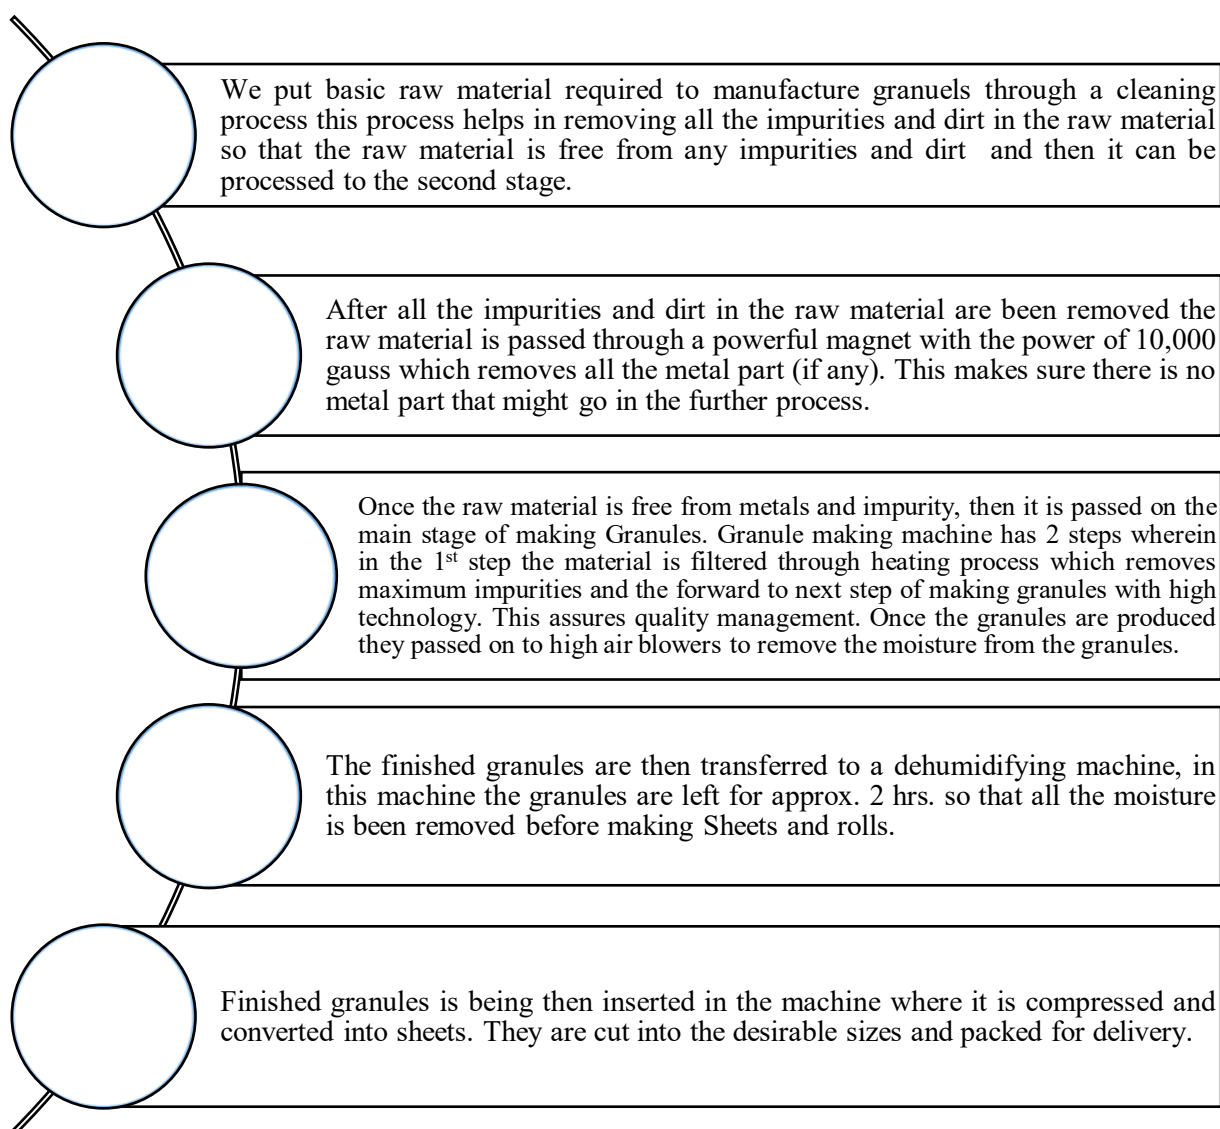 We put basic raw material required to manufacture granuels through a cleaning
process this process helps in removing all the impurities and dirt in the raw material
so that the raw material is free from any impurities and dirt and then it can be
processed to the second stage.
After all the impurities and dirt in the raw material are been removed the
raw material is passed through a powerful magnet with the power of 10,000
gauss which removes all the metal part (if any). This makes sure there is no
metal part that might go in the further process.
Once the raw material is free from metals and impurity, then it is passed on the
main stage of making Granules. Granule making machine has 2 steps wherein
in the 1st step the material is filtered through heating process which removes
maximum impurities and the forward to next step of making granules with high
technology. This assures quality management. Once the granules are produced
they passed on to high air blowers to remove the moisture from the granules.
The finished granules are then transferred to a dehumidifying machine, in
this machine the granules are left for approx. 2 hrs. so that all the moisture
is been removed before making Sheets and rolls.
Finished granules is being then inserted in the machine where it is compressed and
converted into sheets. They are cut into the desirable sizes and packed for delivery.